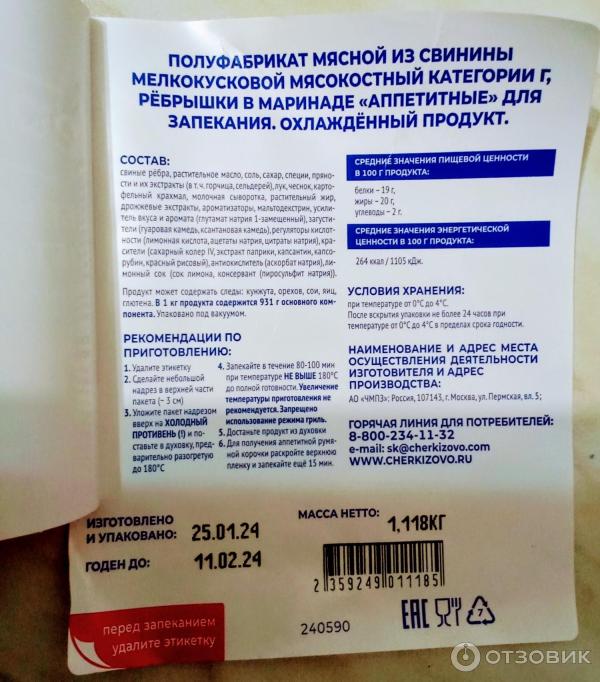 ПОЛУФАБРИКАТ МЯСНОЙ ИЗ СВИНИНЫ
МЕЛКОКУСКОВОЙ МЯСОКОСТНЫЙ КАТЕГОРИИ Г,
РЁБРЫШКИ В МАРИНАДЕ «АППЕТИТНЫЕ» ДЛЯ
ЗАПЕКАНИЯ. ОХЛАЖДЁННЫЙ ПРОДУКТ.
СОСТАВ:
свиные рёбра, растительное масло, соль, сахар, специи, пряно-
сти и их экстракты (в т. ч. горчица, сельдерей), лук, чеснок, картоф-
ельный крахмал, молочная сыворотка, растительный жир,
дрожжевые экстракты, ароматизаторы, мальтодекстрин, усили-
тель вкуса и аромата (глутамат натрия 1-замещенный), загусти-
тели (гуаровая камедь, ксантановая камедь), регуляторы кислот-
ности (лимонная кислота, ацетаты натрия, цитраты натрия), кра-
сители (сахарный колер IV, экстракт паприки, капсантин, капсо-
рубин, красный рисовый), антиокислитель (аскорбат натрия), ли-
монный сок (сок лимона, консервант (пиросульфит натрия)).
Продукт может содержать следы: кунжута, орехов, сои, яиц,
глютена. В 1 кг продукта содержится 931 г основного ком-
понента. Упаковано под вакуумом.
РЕКОМЕНДАЦИИ ПО
ПРИГОТОВЛЕНИЮ:
1. Удалите этикетку
2. Сделайте небольшой
надрез в верхней части
пакета (~ 3 см)
3. Уложите пакет надрезом
вверх на ХОЛОДНЫЙ
ПРОТИВЕНЬ (!) и по-
ставьте в духовку, пред-
варительно разогретую
до 180°С
4. Запекайте в течение 80-100 мин
при температуре НЕ ВЫШЕ 180°С
до полной готовности. Увеличение
температуры приготовления не
рекомендуется. Запрещено
использование режима гриль.
5. Достаньте продукт из духовки
6. Для получения аппетитной румя-
ной корочки раскройте верхнюю
пленку и запекайте ещё 15 мин.
СРЕДНИЕ ЗНАЧЕНИЯ ПИЩЕВОЙ ЦЕННОСТИ
В 100 Г ПРОДУКТА:
белки – 19 г,
жиры – 20 г,
углеводы – 2 г.
СРЕДНИЕ ЗНАЧЕНИЯ ЭНЕРГЕТИЧЕСКОЙ
ЦЕННОСТИ В 100 Г ПРОДУКТА:
264 ккал / 1105 кДж.
УСЛОВИЯ ХРАНЕНИЯ:
при температуре от 0°С до 4°С.
После вскрытия упаковки не более 24 часов при
температуре от 0°С до 4°С в пределах срока годности.
НАИМЕНОВАНИЕ И АДРЕС МЕСТА
ОСУЩЕСТВЛЕНИЯ ДЕЯТЕЛЬНОСТИ
ИЗГОТОВИТЕЛЯ И АДРЕС
ПРОИЗВОДСТВА:
АО «ЧМПЗ»: Россия, 107143, г. Москва, ул. Пермская, вл. 5;
ГОРЯЧАЯ ЛИНИЯ ДЛЯ ПОТРЕБИТЕЛЕЙ:
8-800-234-11-32
e-mail: sk@cherkizovo.com
WWW.CHERKIZOVO.RU
ИЗГОТОВЛЕНО
И УПАКОВАНО: 25.01.24
ГОДЕН ДО: 11.02.24
МАССА НЕТТО: 1,118КГ
2 359249 011185
240590
EAC
7
перед запеканием
удалите этикетку
ОТЗОВИК